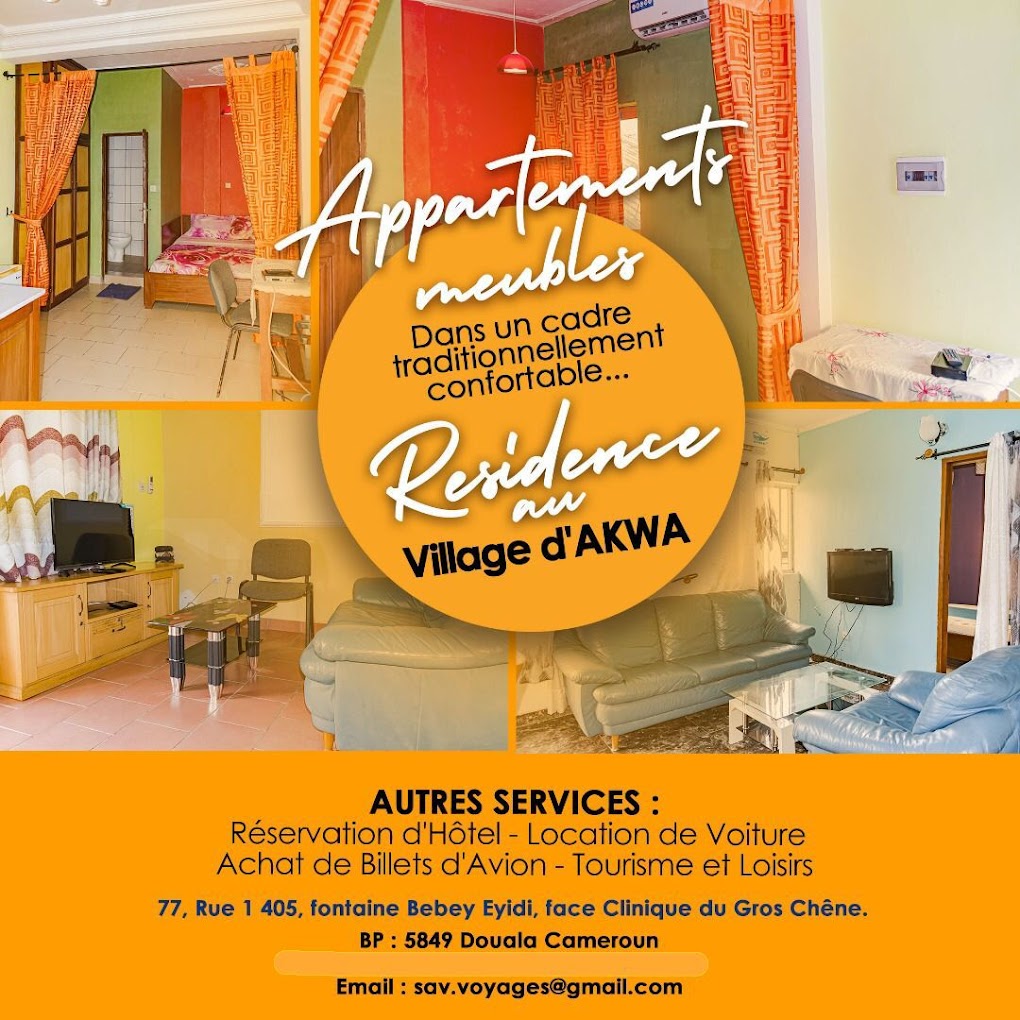 Appartements
meubles
Dans un cadre
traditionnellement
confortable...
Residence
au
Village d'AKWA
AUTRES SERVICES :
Réservation d'Hôtel - Location de Voiture
Achat de Billets d'Avion - Tourisme et Loisirs
77, Rue 1 405, fontaine Bebey Eyidi, face Clinique du Gros Chêne.
BP : 5849 Douala Cameroun
Email : sav.voyages@gmail.com